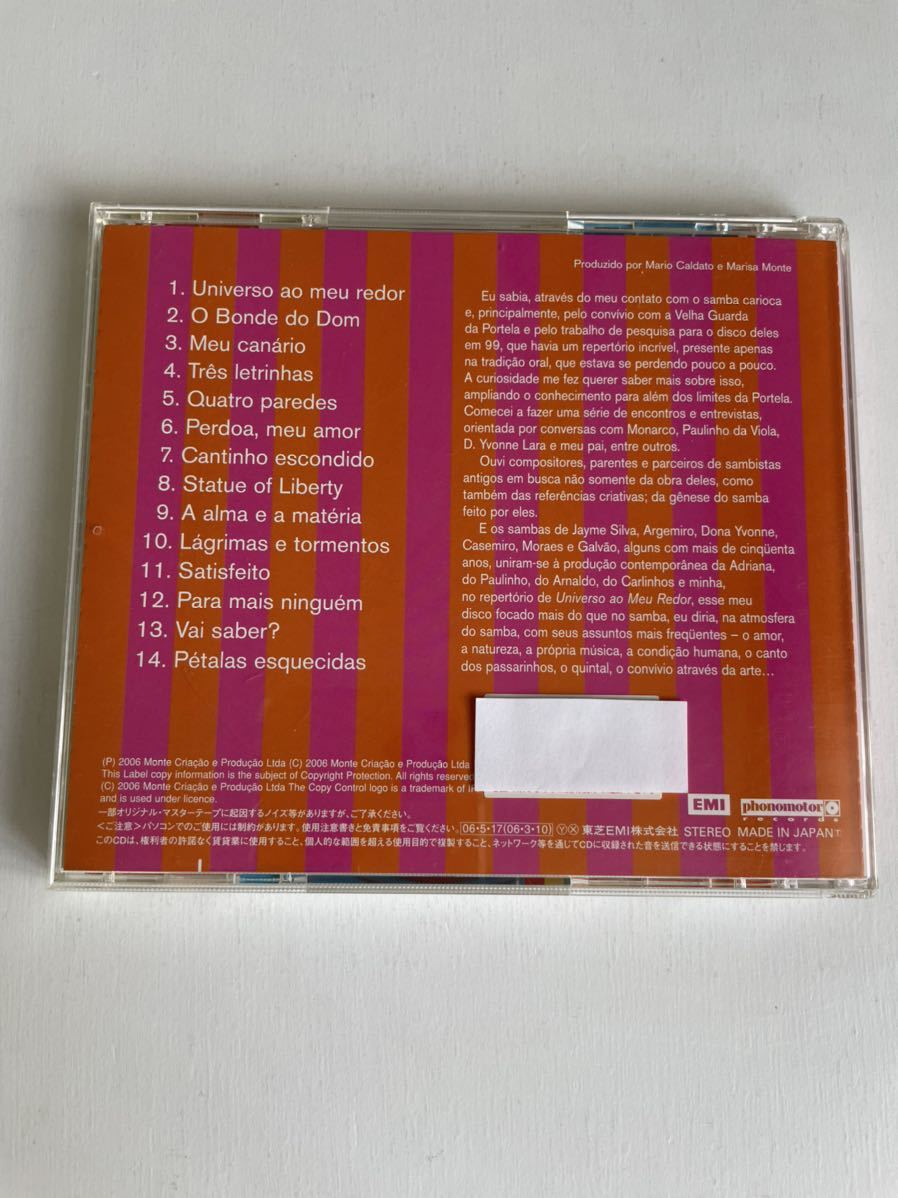 Produzido por Mario Caldato e Marisa Monte
1. Universo ao meu redor
2. O Bonde do Dom
3. Meu canário
4. Três letrinhas
5. Quatro paredes
6. Perdoa, meu amor
7. Cantinho escondido
8. Statue of Liberty
9. A alma e a matéria
10. Lágrimas e tormentos
11. Satisfeito
12. Para mais ninguém
13. Vai saber?
14. Pétalas esquecidas
Eu sabia, através do meu contato com o samba carioca
e, principalmente, pelo convívio com a Velha Guarda
da Portela e pelo trabalho de pesquisa para o disco deles
em 99, que havia um repertório incrível, presente apenas
na tradição oral, que estava se perdendo pouco a pouco.
A curiosidade me fez querer saber mais sobre isso,
ampliando o conhecimento para além dos limites da Portela.
Comecei a fazer uma série de encontros e entrevistas,
orientada por conversas com Monarco, Paulinho da Viola,
D. Yvonne Lara e meu pai, entre outros.
Ouvi compositores, parentes e parceiros de sambistas
antigos em busca não somente da obra deles, como
também das referências criativas; da gênese do samba
feito por eles.
E os sambas de Jayme Silva, Argemiro, Dona Yvonne,
Casemiro, Moraes e Galvão, alguns com mais de cinqüenta
anos, uniram-se à produção contemporânea da Adriana,
do Paulinho, do Arnaldo, do Carlinhos e minha,
no repertório de Universo ao Meu Redor, esse meu
disco focado mais do que no samba, eu diria, na atmosfera
do samba, com seus assuntos mais freqüentes – o amor,
a natureza, a própria música, a condição humana, o canto
dos passarinhos, o quintal, o convivio através da arte...
(P) 2006 Monte Criação e Produção Ltda (C) 2006 Monte Criação e Produção Ltda
This Label copy information is the subject of Copyright Protection. All rights reserved
(C) 2006 Monte Criação e Produção Ltda The Copy Control logo is a trademark of
and is used under licence.
一部オリジナル・マスターテープに起因するノイズ等がありますが、ご了承ください。
＜ご注意＞パソコンでのご使用には制約があります。使用注意書きと免責事項をご覧ください。 06・5・17(06・3・10) Ⓨ Ⓧ 東芝EMI株式会社 STEREO MADE IN JAPAN T
このCDは、権利者の許諾なく賃貸業に使用すること、個人的な範囲を超える使用目的で複製すること、ネットワーク等を通じてCDに収録された音を送信できる状態にすることを禁じます。
EMI
phonomotor
records